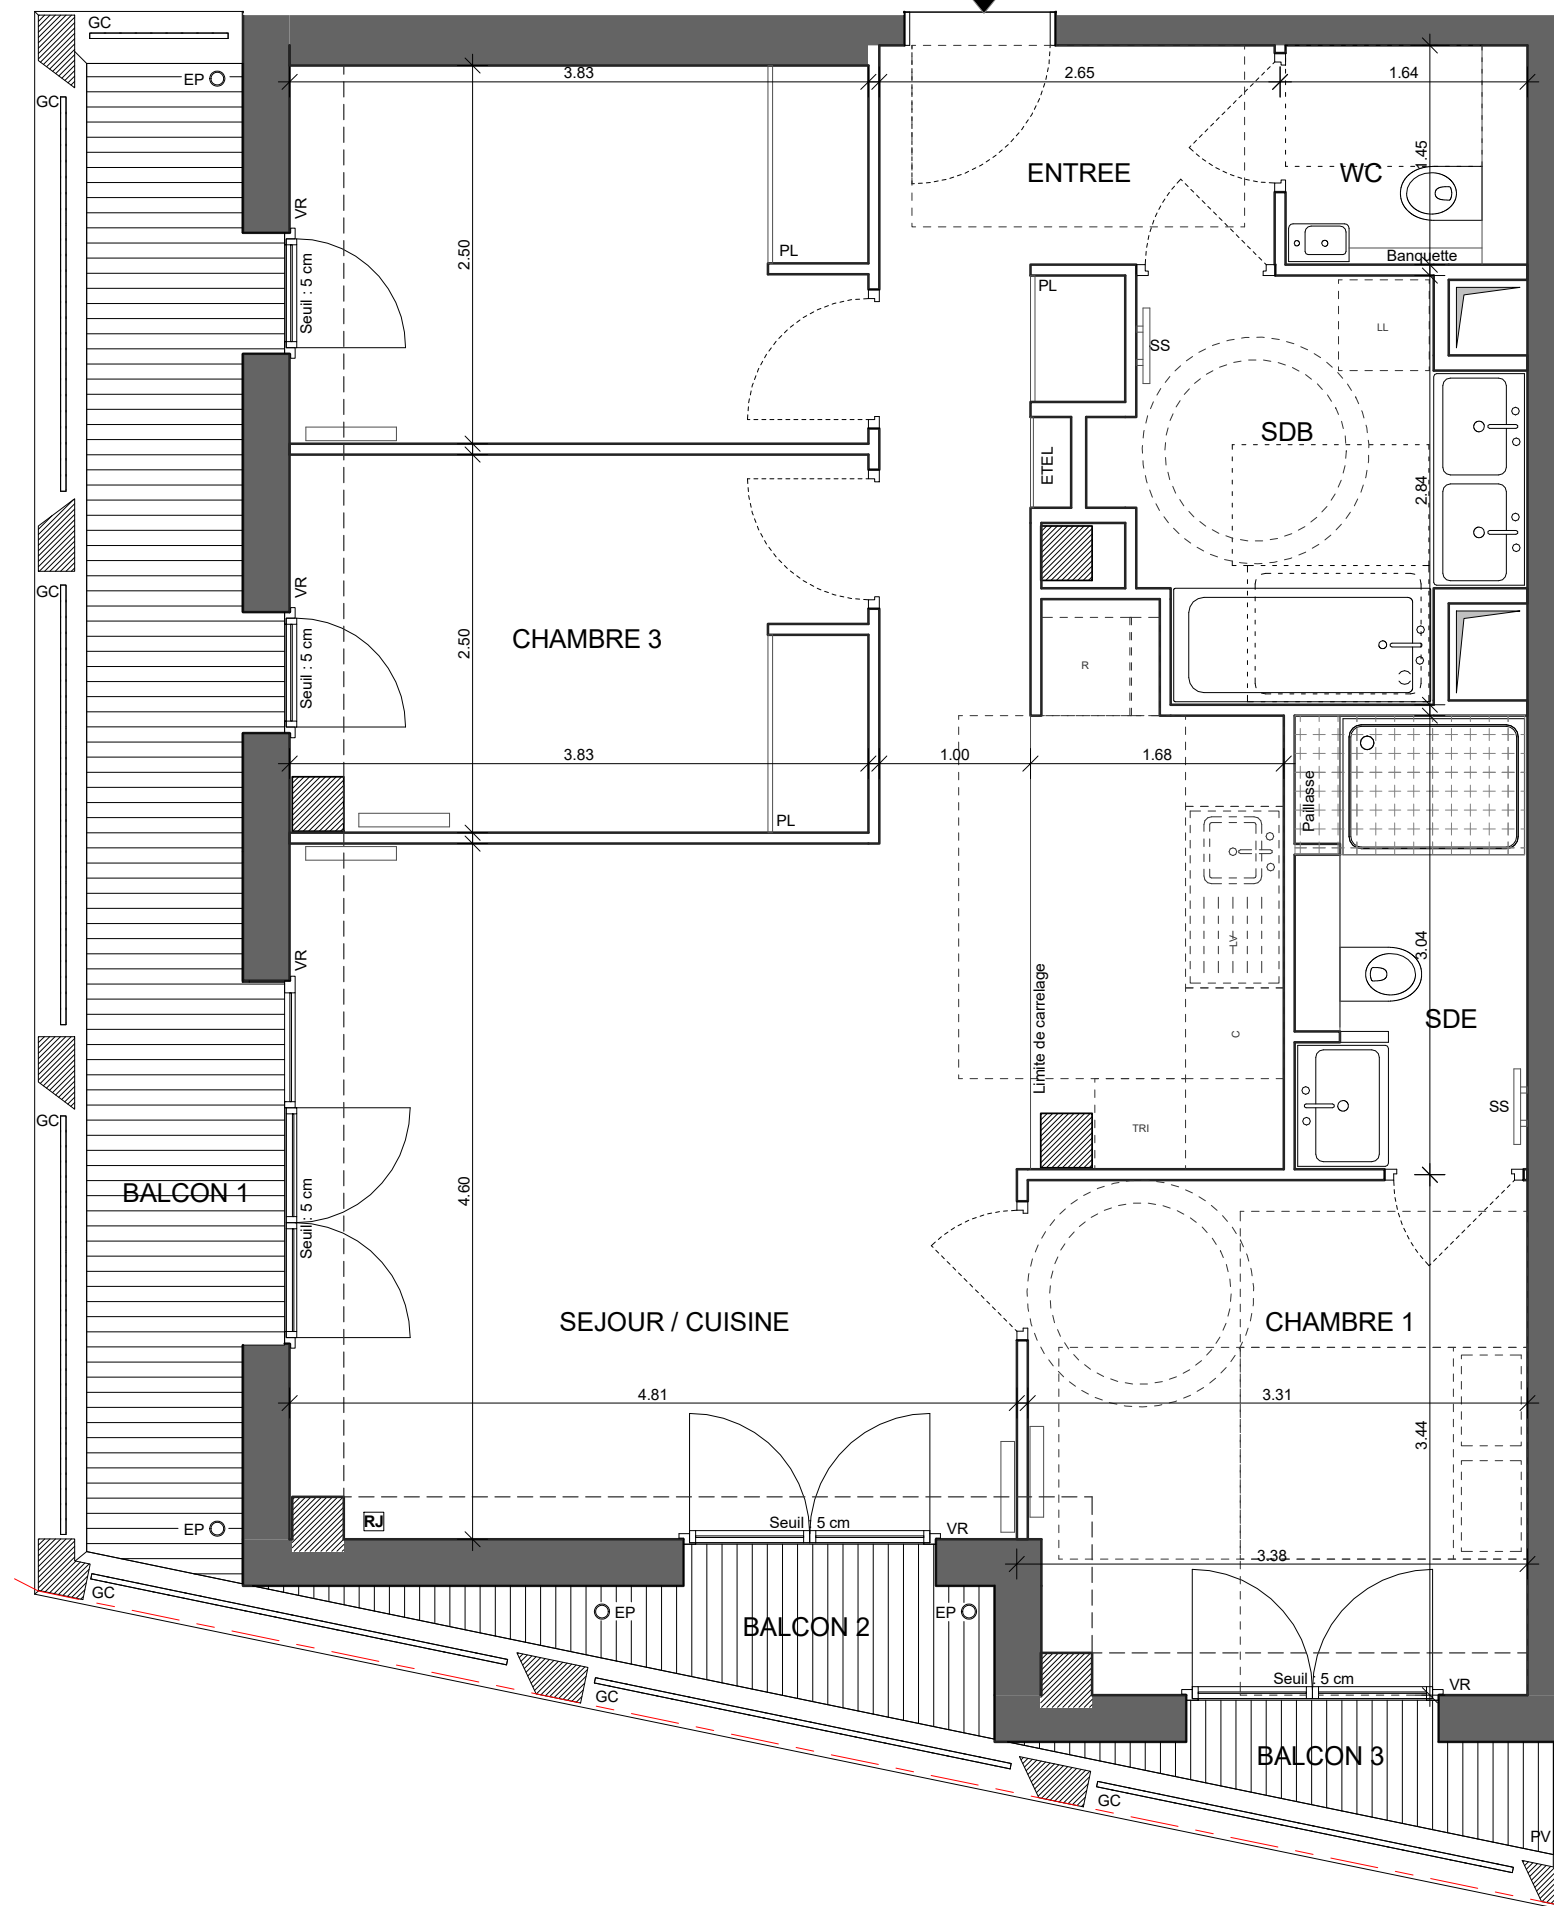 GC
EP
GC
3.83
2.65
1.64
1.45
ENTREE
WC
VR
2.50
Seuil : 5 cm
PL
Banquette
PL
LL
SS
SDB
ETEL
2.84
GC
VR
2.50
Seuil : 5 cm
CHAMBRE 3
R
3.83
1.00
1.68
PL
Paillasse
VR
LV
3.04
Limite de carrelage
C
SDE
GC
TRI
SS
BALCON 1
4.60
Seuil : 5 cm
SEJOUR / CUISINE
CHAMBRE 1
4.81
3.31
3.44
RJ
EP
Seuil : 5 cm
VR
3.38
GC
EP
BALCON 2
EP
GC
Seuil : 5 cm
VR
BALCON 3
GC
PV